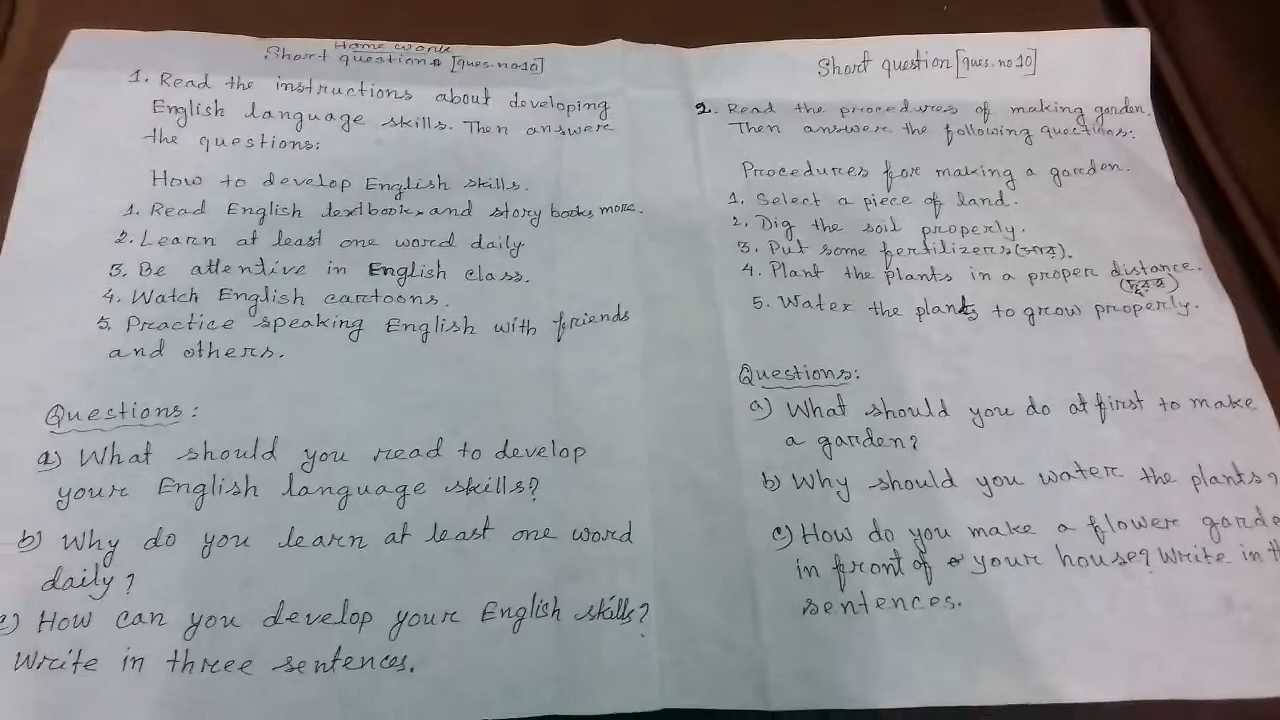 Home work
Short questions [ques. no 10]
1. Read the instructions about developing
English language skills. Then answer
the questions:
How to develop English skills.
1. Read English textbooks and story books more.
2. Learn at least one word daily
3. Be attentive in English class.
4. Watch English cartoons.
5. Practice speaking English with friends
and others.
Questions:
a) What should you read to develop
your English language skills?
b) Why do you learn at least one word
daily?
c) How can you develop your English skills?
Write in three sentences.
Short question [ques. no 10]
2. Read the procedures of making garden.
Then answer the following questions:
Procedures for making a garden.
1. Select a piece of land.
2. Dig the soil properly.
3. Put some fertilizers (সার).
4. Plant the plants in a proper distance.
(দূরত্ব)
5. Water the plants to grow properly.
Questions:
a) What should you do at first to make
a garden?
b) Why should you water the plants?
c) How do you make a flower garde
in front of your house? Write in th
sentences.